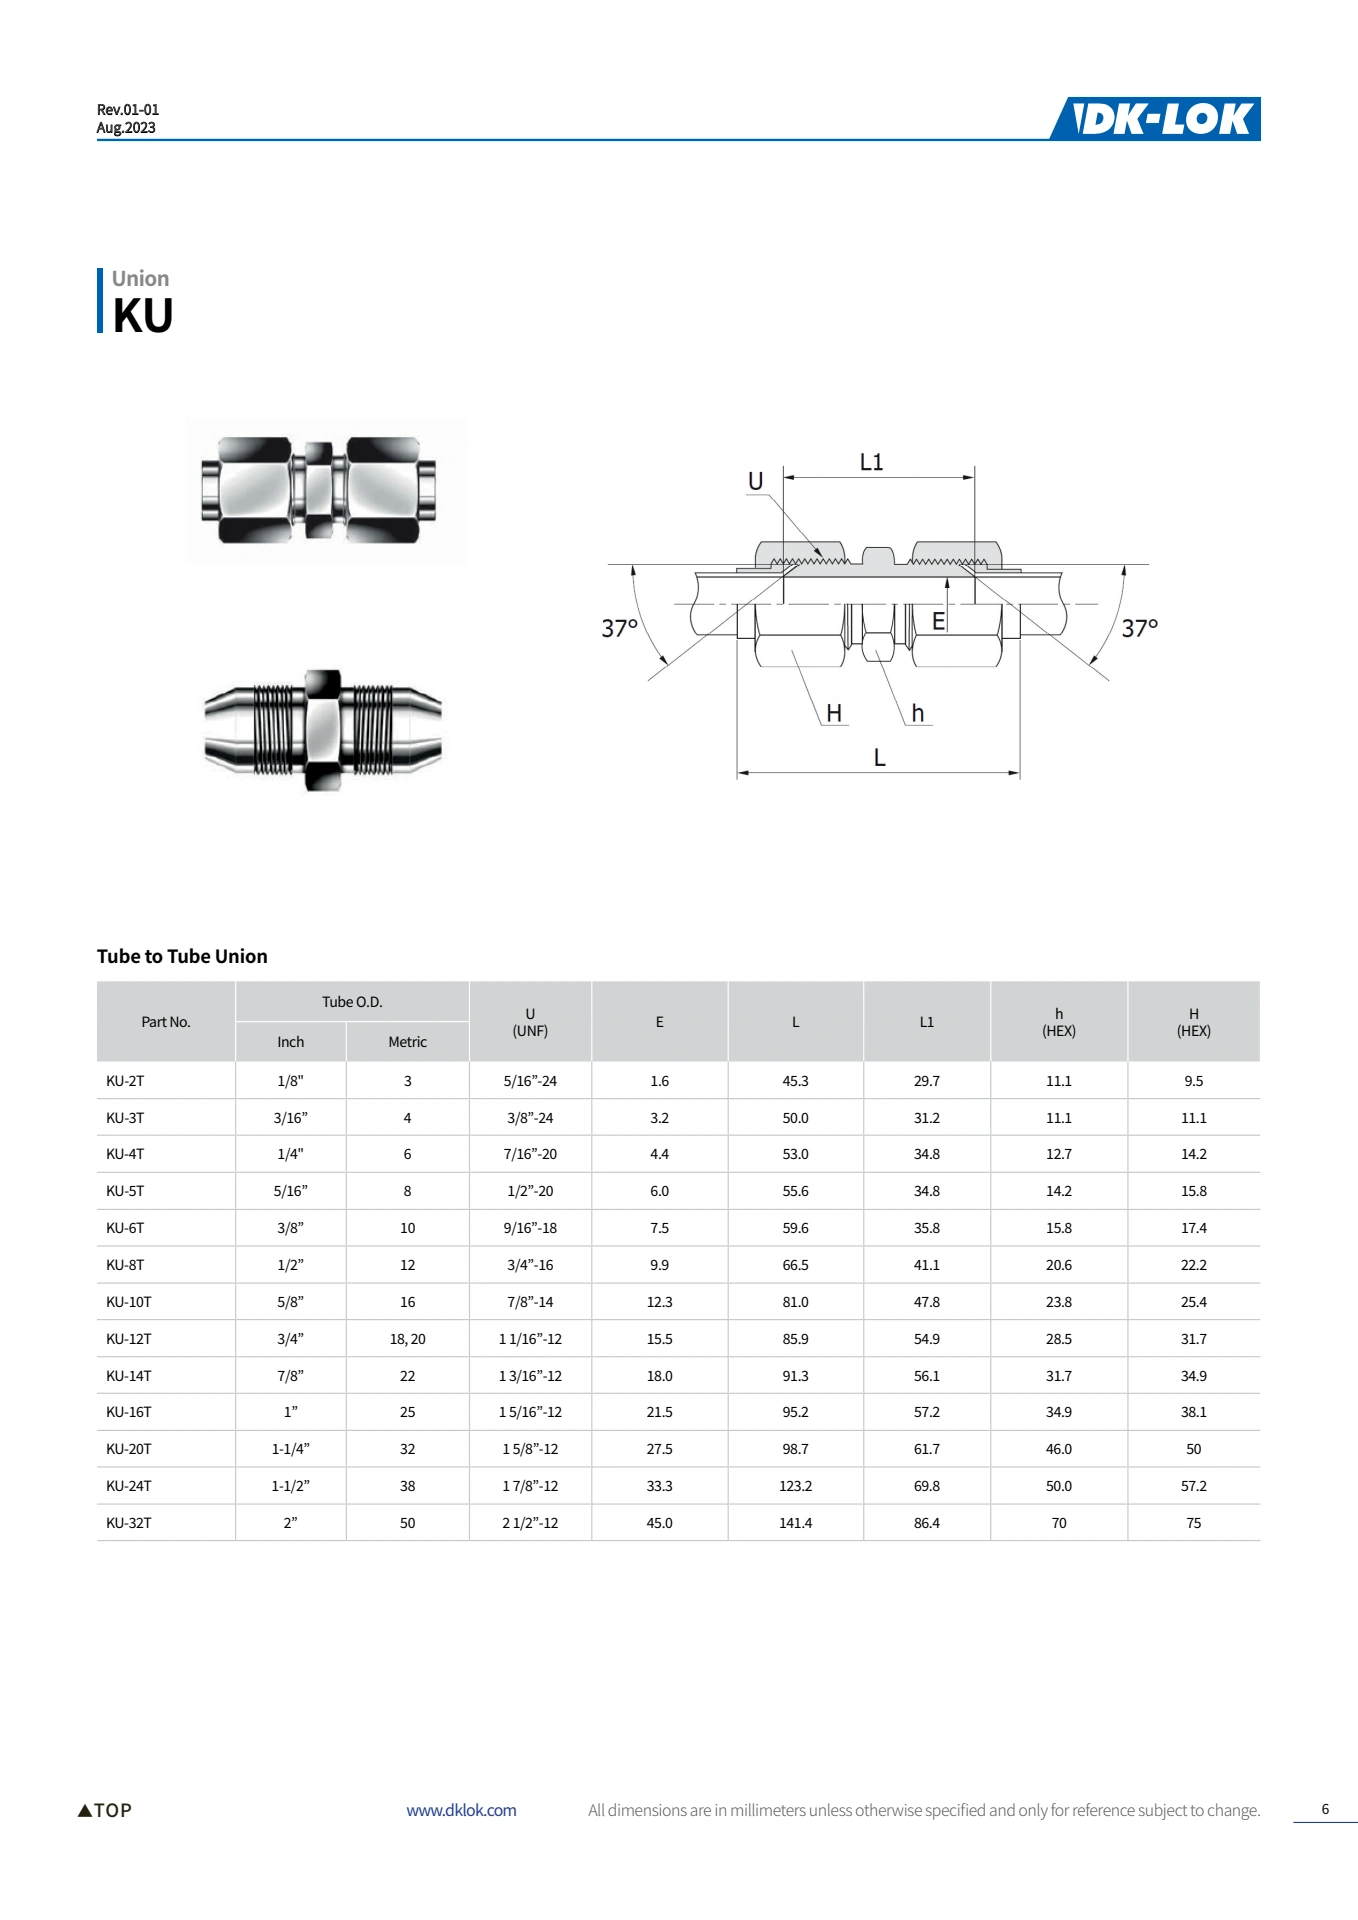 Rev.01-01
Aug.2023
DK-LOK
Union
KU
L1
U
37°
E
37°
H
h
L
Tube to Tube Union
Part No. Tube O.D. U (UNF) E L L1 h (HEX) H (HEX)
Inch Metric
KU-2T 1/8" 3 5/16”-24 1.6 45.3 29.7 11.1 9.5
KU-3T 3/16” 4 3/8”-24 3.2 50.0 31.2 11.1 11.1
KU-4T 1/4" 6 7/16”-20 4.4 53.0 34.8 12.7 14.2
KU-5T 5/16” 8 1/2”-20 6.0 55.6 34.8 14.2 15.8
KU-6T 3/8” 10 9/16”-18 7.5 59.6 35.8 15.8 17.4
KU-8T 1/2” 12 3/4”-16 9.9 66.5 41.1 20.6 22.2
KU-10T 5/8” 16 7/8”-14 12.3 81.0 47.8 23.8 25.4
KU-12T 3/4” 18, 20 1 1/16”-12 15.5 85.9 54.9 28.5 31.7
KU-14T 7/8” 22 1 3/16”-12 18.0 91.3 56.1 31.7 34.9
KU-16T 1” 25 1 5/16”-12 21.5 95.2 57.2 34.9 38.1
KU-20T 1-1/4” 32 1 5/8”-12 27.5 98.7 61.7 46.0 50
KU-24T 1-1/2” 38 1 7/8”-12 33.3 123.2 69.8 50.0 57.2
KU-32T 2” 50 2 1/2”-12 45.0 141.4 86.4 70 75
▲TOP www.dklok.com All dimensions are in millimeters unless otherwise specified and only for reference subject to change. 6